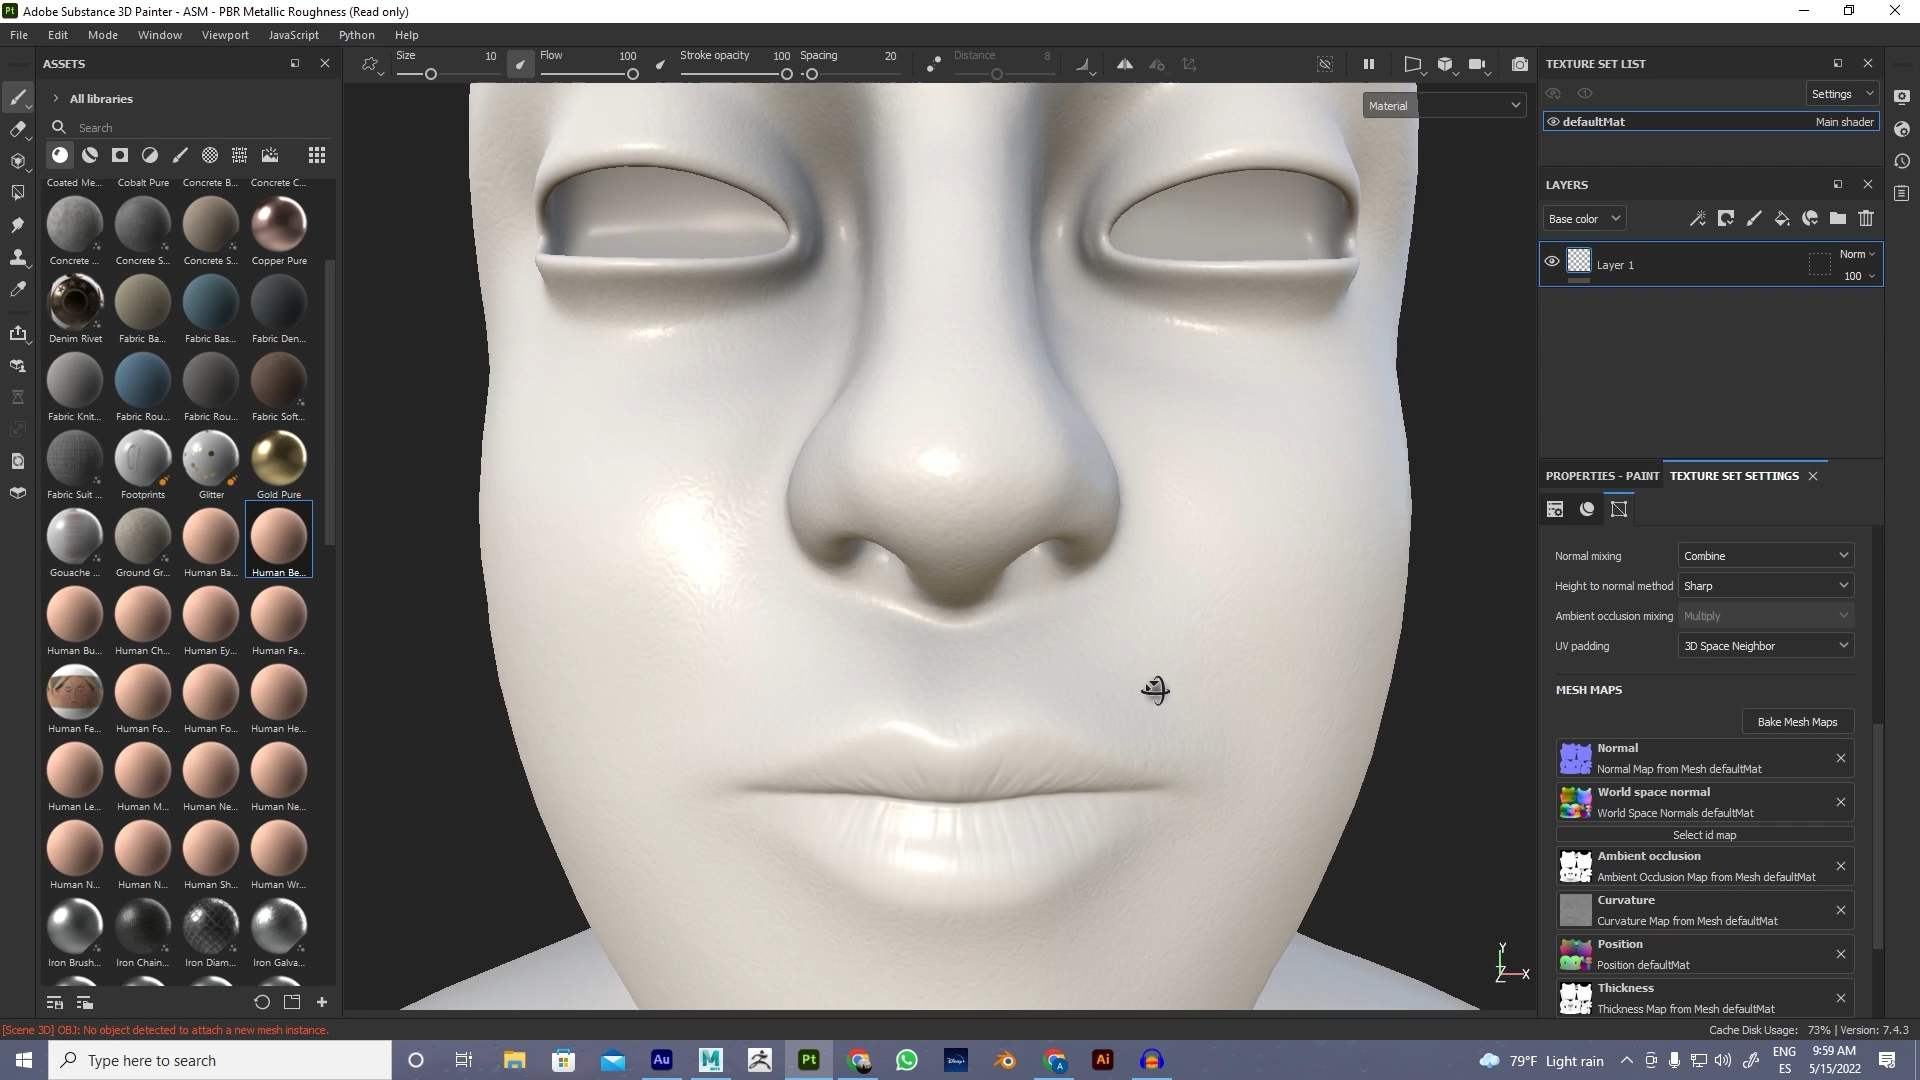 Adobe Substance 3D Painter - ASM - PBR Metallic Roughness (Read only)
File Edit Mode Window Viewport JavaScript Python Help
ASSETS
Size 10 Flow 100 Stroke opacity 100 Spacing 20 Distance 8
All libraries
Search
Coated Me... Cobalt Pure Concrete B... Concrete C...
Concrete ... Concrete S... Concrete S... Copper Pure
Denim Rivet Fabric Ba... Fabric Bas... Fabric Den...
Fabric Knit... Fabric Rou... Fabric Rou... Fabric Soft...
Fabric Suit ... Footprints Glitter Gold Pure
Gouache ... Ground Gr... Human Ba... Human Be...
Human Bu... Human Ch... Human Ey... Human Fa...
Human Fe... Human Fo... Human Fo... Human He...
Human Le... Human M... Human Ne... Human Ne...
Human N... Human N... Human Sh... Human Wr...
Iron Brush... Iron Chain... Iron Diam... Iron Galva...
Material
Y
Z X
TEXTURE SET LIST
Settings
defaultMat Main shader
LAYERS
Base color
Layer 1 Norm
100
PROPERTIES - PAINT TEXTURE SET SETTINGS
Normal mixing Combine
Height to normal method Sharp
Ambient occlusion mixing Multiply
UV padding 3D Space Neighbor
MESH MAPS
Bake Mesh Maps
Normal
Normal Map from Mesh defaultMat
World space normal
World Space Normals defaultMat
Select id map
Ambient occlusion
Ambient Occlusion Map from Mesh defaultMat
Curvature
Curvature Map from Mesh defaultMat
Position
Position defaultMat
Thickness
Thickness Map from Mesh defaultMat
[Scene 3D] OBJ: No object detected to attach a new mesh instance.
Cache Disk Usage: 73% | Version: 7.4.3
Type here to search
79°F Light rain
ENG
ES
9:59 AM
5/15/2022